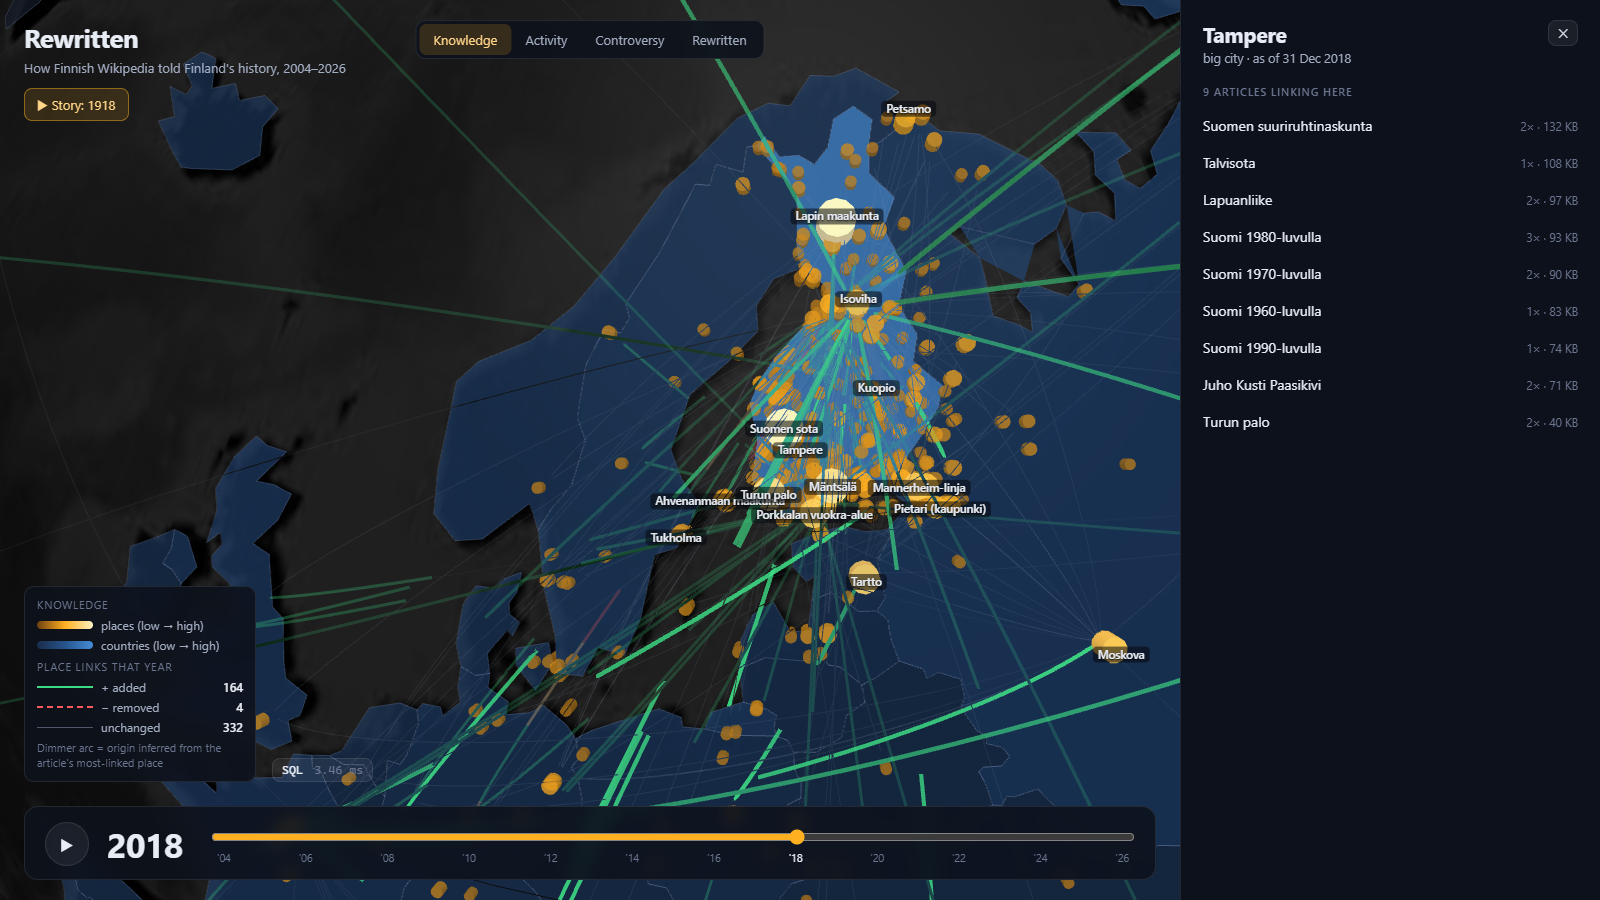 Rewritten
How Finnish Wikipedia told Finland's history, 2004–2026
▶ Story: 1918
Knowledge
Activity
Controversy
Rewritten
Petsamo
Lapin maakunta
Isoviha
Kuopio
Suomen sota
Tampere
Mäntsälä
Mannerheim-linja
Turun palo
Ahvenanmaan maakunta
Porkkalan vuokra-alue
Pietari (kaupunki)
Tukholma
Tartto
Moskova
KNOWLEDGE
places (low → high)
countries (low → high)
PLACE LINKS THAT YEAR
+ added 164
− removed 4
unchanged 332
Dimmer arc = origin inferred from the
article's most-linked place
SQL 3.46 ms
2018
'04 '06 '08 '10 '12 '14 '16 '18 '20 '22 '24 '26
Tampere
big city · as of 31 Dec 2018
9 ARTICLES LINKING HERE
Suomen suuriruhtinaskunta 2× · 132 KB
Talvisota 1× · 108 KB
Lapuanliike 2× · 97 KB
Suomi 1980-luvulla 3× · 93 KB
Suomi 1970-luvulla 2× · 90 KB
Suomi 1960-luvulla 1× · 83 KB
Suomi 1990-luvulla 1× · 74 KB
Juho Kusti Paasikivi 2× · 71 KB
Turun palo 2× · 40 KB